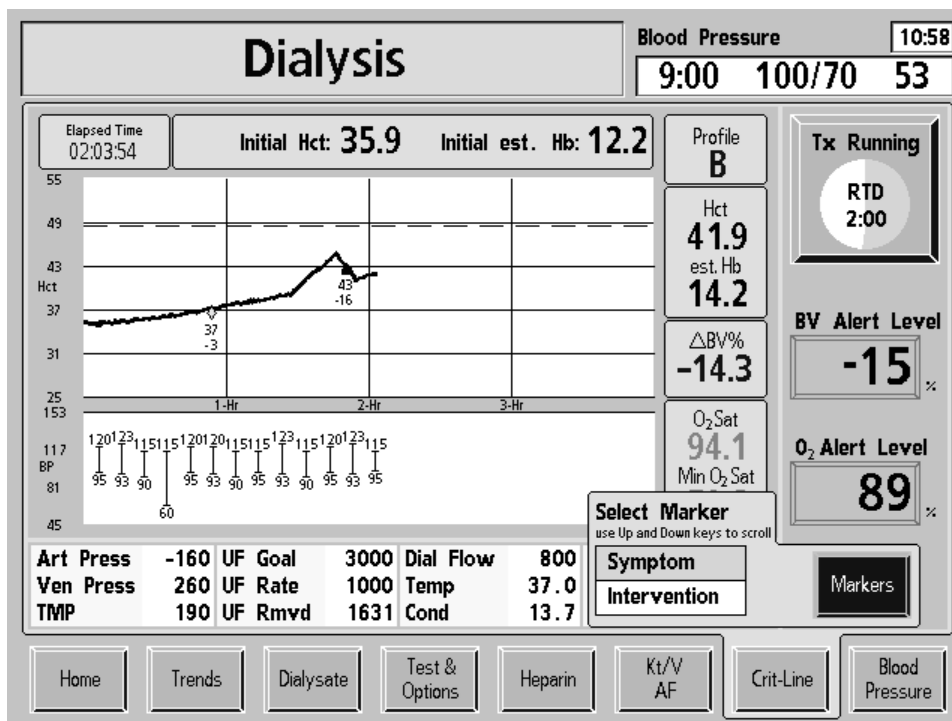 Dialysis
Blood Pressure 10:58
9:00 100/70 53
Elapsed Time
02:03:54
Initial Hct: 35.9 Initial est. Hb: 12.2
Profile
B
Tx Running
RTD
2:00
55
49
43
Hct
37
31
25
43
-16
37
-3
1-Hr 2-Hr 3-Hr
Hct
41.9
est. Hb
14.2
△BV%
-14.3
O₂Sat
94.1
Min O₂ Sat
BV Alert Level
-15 %
O₂ Alert Level
89 %
153
117
BP
81
45
120 123 115 115 120 120 115 115 123 115 120 123 115
95 93 90 60 95 93 90 95 93 90 95 93 95
Select Marker
use Up and Down keys to scroll
Symptom
Intervention
Markers
Art Press -160 UF Goal 3000 Dial Flow 800
Ven Press 260 UF Rate 1000 Temp 37.0
TMP 190 UF Rmvd 1631 Cond 13.7
Home Trends Dialysate Test & Options Heparin Kt/V AF Crit-Line Blood Pressure